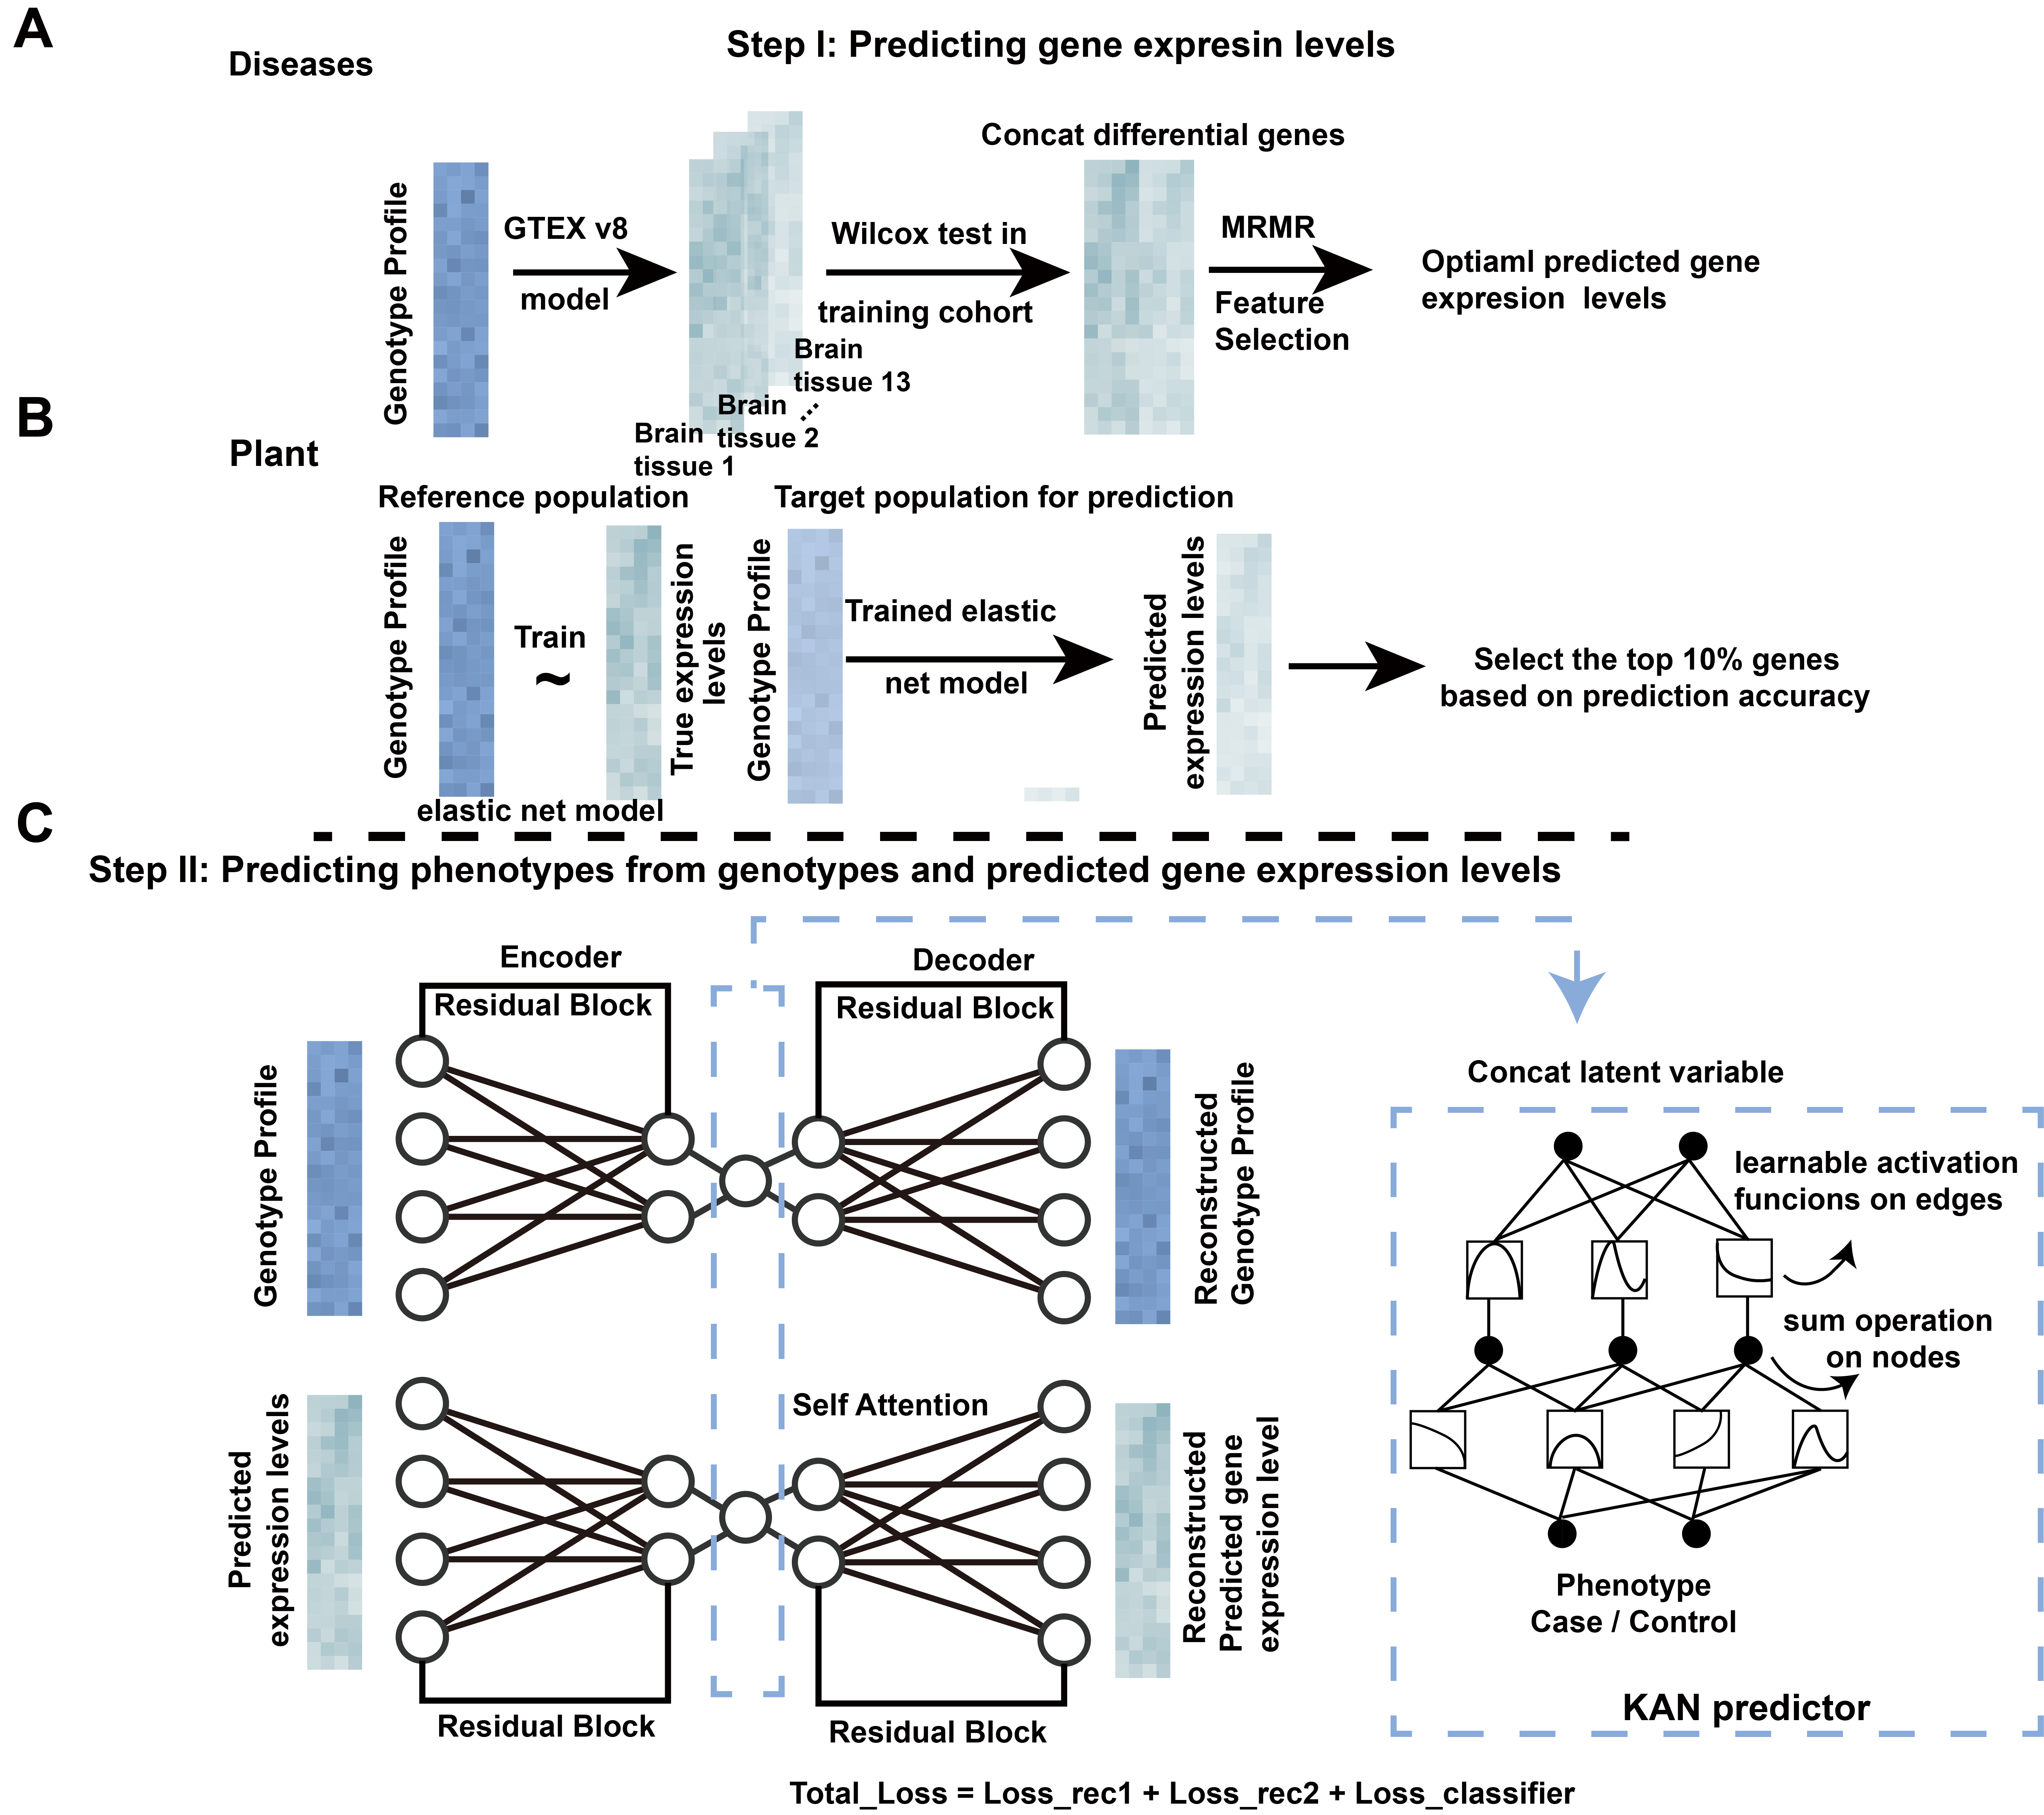 A
Diseases
Step I: Predicting gene expresin levels
Genotype Profile
GTEX v8
model
Brain
tissue 1
Brain
tissue 2
Brain
tissue 13
Wilcox test in
training cohort
Concat differential genes
MRMR
Feature
Selection
Optiaml predicted gene
expresion levels
B
Plant
Reference population
Genotype Profile
Train
~
True expression
levels
elastic net model
Target population for prediction
Genotype Profile
Trained elastic
net model
Predicted
expression levels
Select the top 10% genes
based on prediction accuracy
C
Step II: Predicting phenotypes from genotypes and predicted gene expression levels
Encoder
Residual Block
Decoder
Residual Block
Genotype Profile
Reconstructed
Genotype Profile
Predicted
expression levels
Self Attention
Reconstructed
Predicted gene
expression level
Residual Block
Residual Block
Concat latent variable
learnable activation
funcions on edges
sum operation
on nodes
Phenotype
Case / Control
KAN predictor
Total_Loss = Loss_rec1 + Loss_rec2 + Loss_classifier